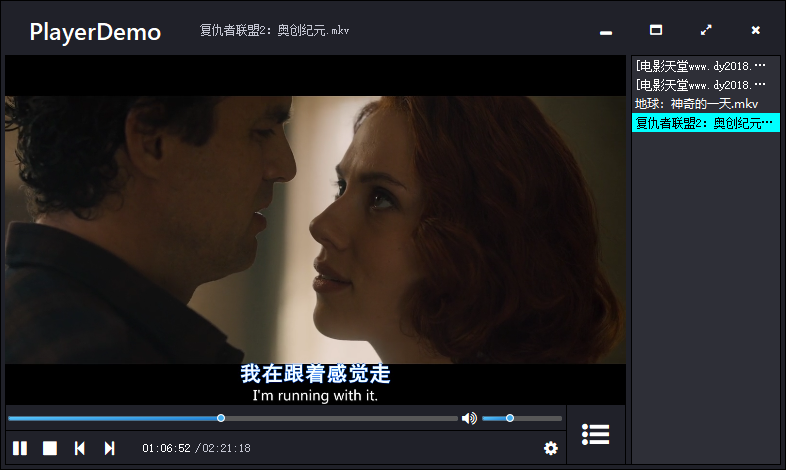 PlayerDemo
复仇者联盟2：奥创纪元.mkv
[电影天堂www.dy2018.…
[电影天堂www.dy2018.…
地球：神奇的一天.mkv
复仇者联盟2：奥创纪元…
我在跟着感觉走
I'm running with it.
01:06:52 /02:21:18